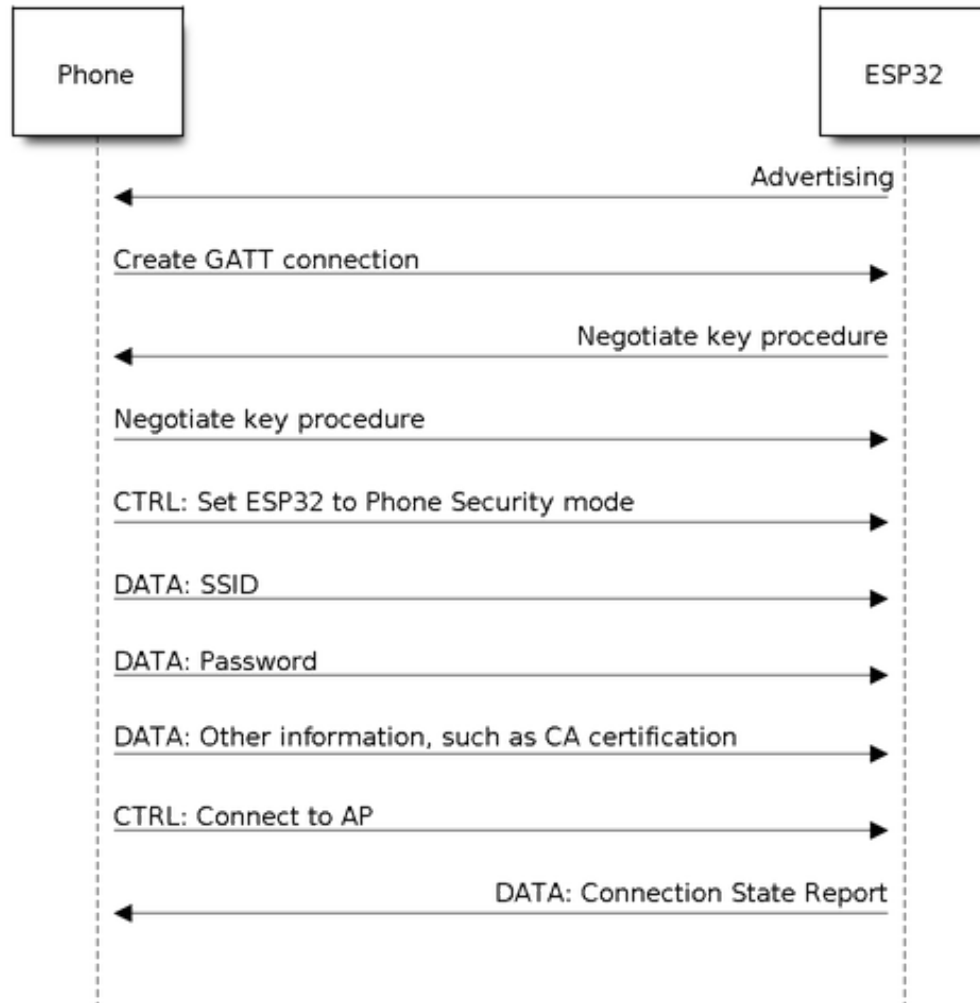 Phone
ESP32
Advertising
Create GATT connection
Negotiate key procedure
Negotiate key procedure
CTRL: Set ESP32 to Phone Security mode
DATA: SSID
DATA: Password
DATA: Other information, such as CA certification
CTRL: Connect to AP
DATA: Connection State Report